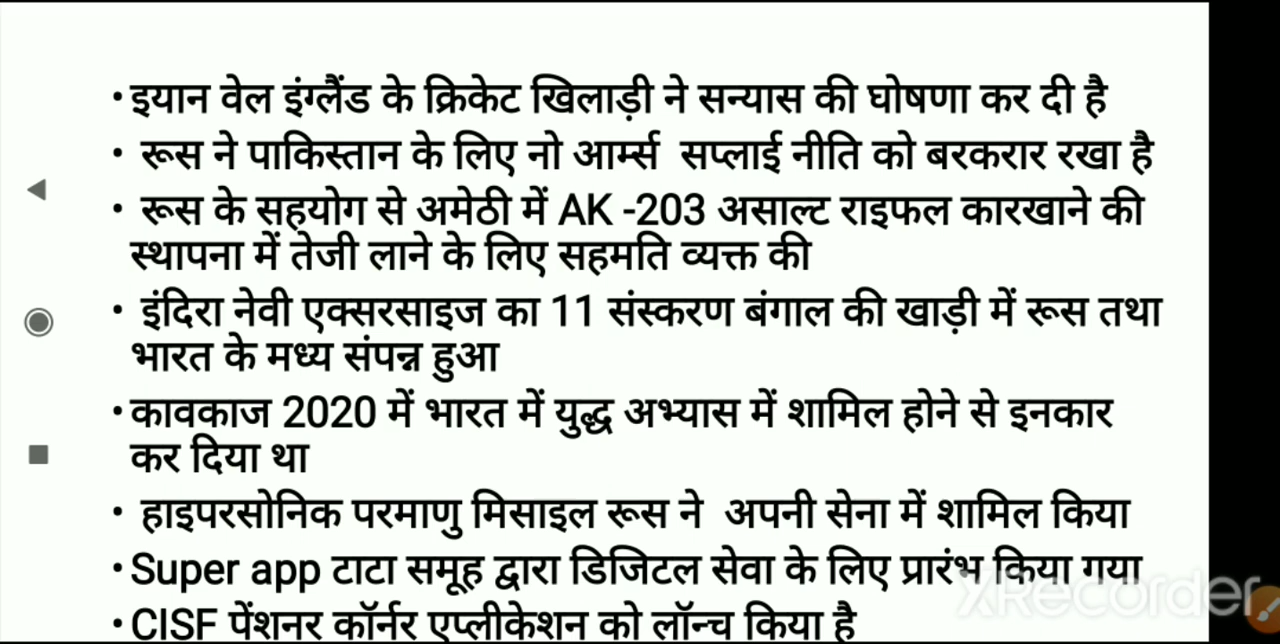 • इयान वेल इंग्लैंड के क्रिकेट खिलाड़ी ने सन्यास की घोषणा कर दी है
• रूस ने पाकिस्तान के लिए नो आर्म्स सप्लाई नीति को बरकरार रखा है
• रूस के सहयोग से अमेठी में AK -203 असाल्ट राइफल कारखाने की
स्थापना में तेजी लाने के लिए सहमति व्यक्त की
• इंदिरा नेवी एक्सरसाइज का 11 संस्करण बंगाल की खाड़ी में रूस तथा
भारत के मध्य संपन्न हुआ
• कावकाज 2020 में भारत में युद्ध अभ्यास में शामिल होने से इनकार
कर दिया था
• हाइपरसोनिक परमाणु मिसाइल रूस ने अपनी सेना में शामिल किया
• Super app टाटा समूह द्वारा डिजिटल सेवा के लिए प्रारंभ किया गया
XRecorder
• CISF पेंशनर कॉर्नर एप्लीकेशन को लॉन्च किया है